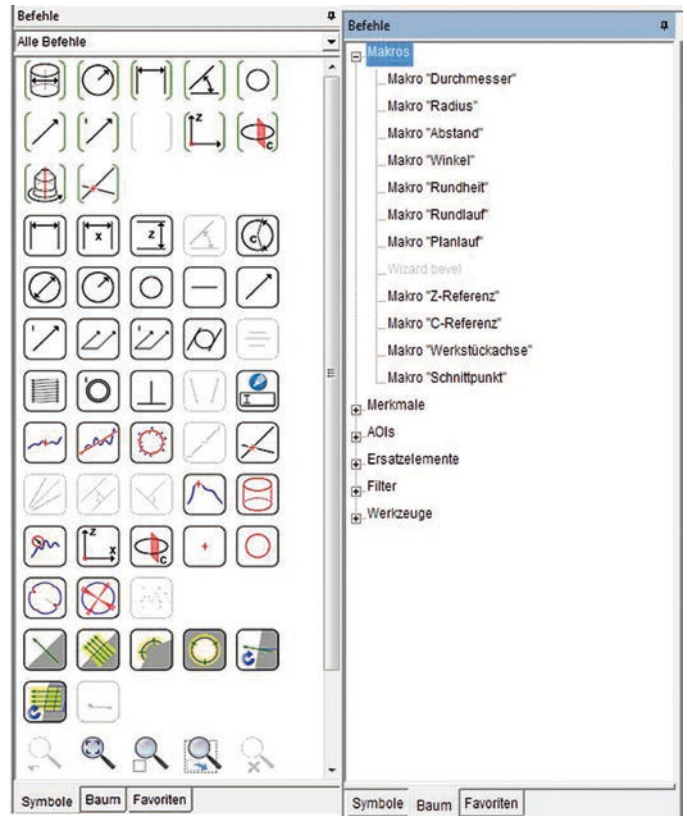 Befehle
Alle Befehle
z
c
x
z
c
z
x
c
Symbole Baum Favoriten
Befehle
Makros
Makro "Durchmesser"
Makro "Radius"
Makro "Abstand"
Makro "Winkel"
Makro "Rundheit"
Makro "Rundlauf"
Makro "Planlauf"
Wizard bevel
Makro "Z-Referenz"
Makro "C-Referenz"
Makro "Werkstückachse"
Makro "Schnittpunkt"
Merkmale
AOIs
Ersatzelemente
Filter
Werkzeuge
Symbole Baum Favoriten